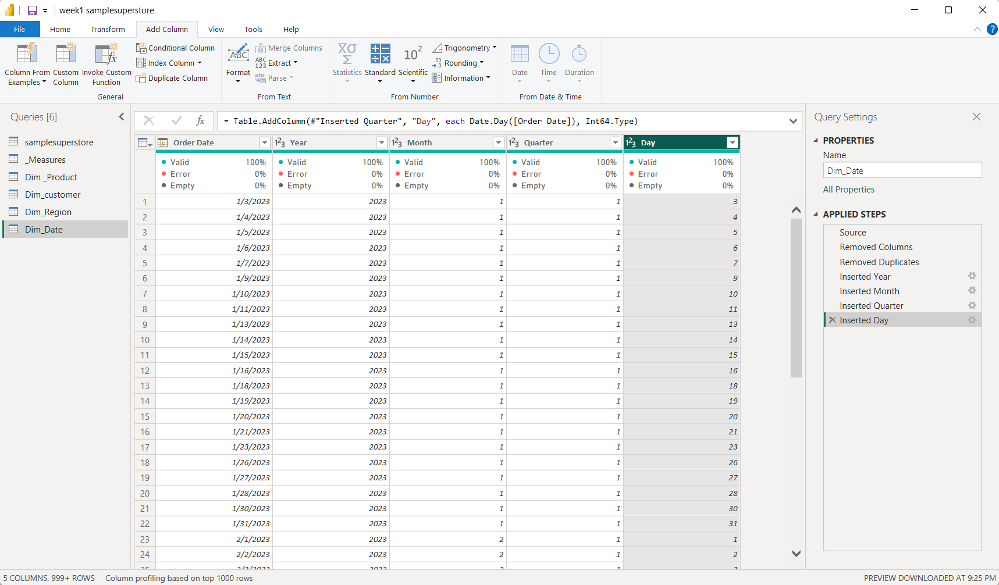 week1 samplesuperstore
File Home Transform Add Column View Tools Help
Column From Examples
Custom Column
Invoke Custom Function
Conditional Column
Index Column
Duplicate Column
General
ABC
Format
Merge Columns
ABC 123 Extract
abc Parse
From Text
XΣ σ Statistics
Standard
10² Scientific
Trigonometry
.00 Rounding
Information
From Number
Date
Time
Duration
From Date & Time
Queries [6]
samplesuperstore
_Measures
Dim _Product
Dim_customer
Dim_Region
Dim_Date
fx = Table.AddColumn(#"Inserted Quarter", "Day", each Date.Day([Order Date]), Int64.Type)
Order Date 1²3 Year 1²3 Month 1²3 Quarter 1²3 Day
Valid 100% Valid 100% Valid 100% Valid 100% Valid 100%
Error 0% Error 0% Error 0% Error 0% Error 0%
Empty 0% Empty 0% Empty 0% Empty 0% Empty 0%
1 1/3/2023 2023 1 1 3
2 1/4/2023 2023 1 1 4
3 1/5/2023 2023 1 1 5
4 1/6/2023 2023 1 1 6
5 1/7/2023 2023 1 1 7
6 1/9/2023 2023 1 1 9
7 1/10/2023 2023 1 1 10
8 1/11/2023 2023 1 1 11
9 1/13/2023 2023 1 1 13
10 1/14/2023 2023 1 1 14
11 1/15/2023 2023 1 1 15
12 1/16/2023 2023 1 1 16
13 1/18/2023 2023 1 1 18
14 1/19/2023 2023 1 1 19
15 1/20/2023 2023 1 1 20
16 1/21/2023 2023 1 1 21
17 1/23/2023 2023 1 1 23
18 1/26/2023 2023 1 1 26
19 1/27/2023 2023 1 1 27
20 1/28/2023 2023 1 1 28
21 1/30/2023 2023 1 1 30
22 1/31/2023 2023 1 1 31
23 2/1/2023 2023 2 1 1
24 2/2/2023 2023 2 1 2
Query Settings
PROPERTIES
Name
Dim_Date
All Properties
APPLIED STEPS
Source
Removed Columns
Removed Duplicates
Inserted Year
Inserted Month
Inserted Quarter
Inserted Day
5 COLUMNS, 999+ ROWS Column profiling based on top 1000 rows
PREVIEW DOWNLOADED AT 9:25 PM